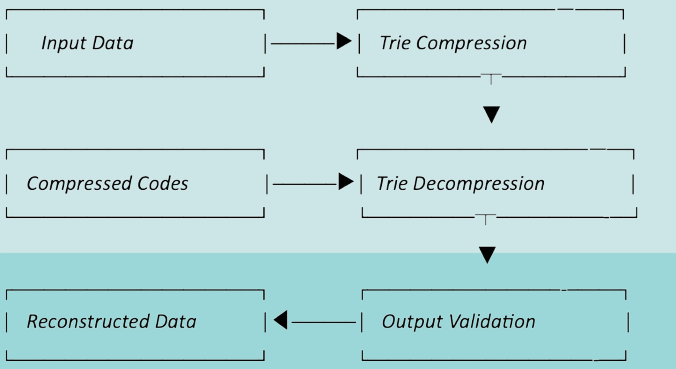 Input Data
Trie Compression
Compressed Codes
Trie Decompression
Reconstructed Data
Output Validation